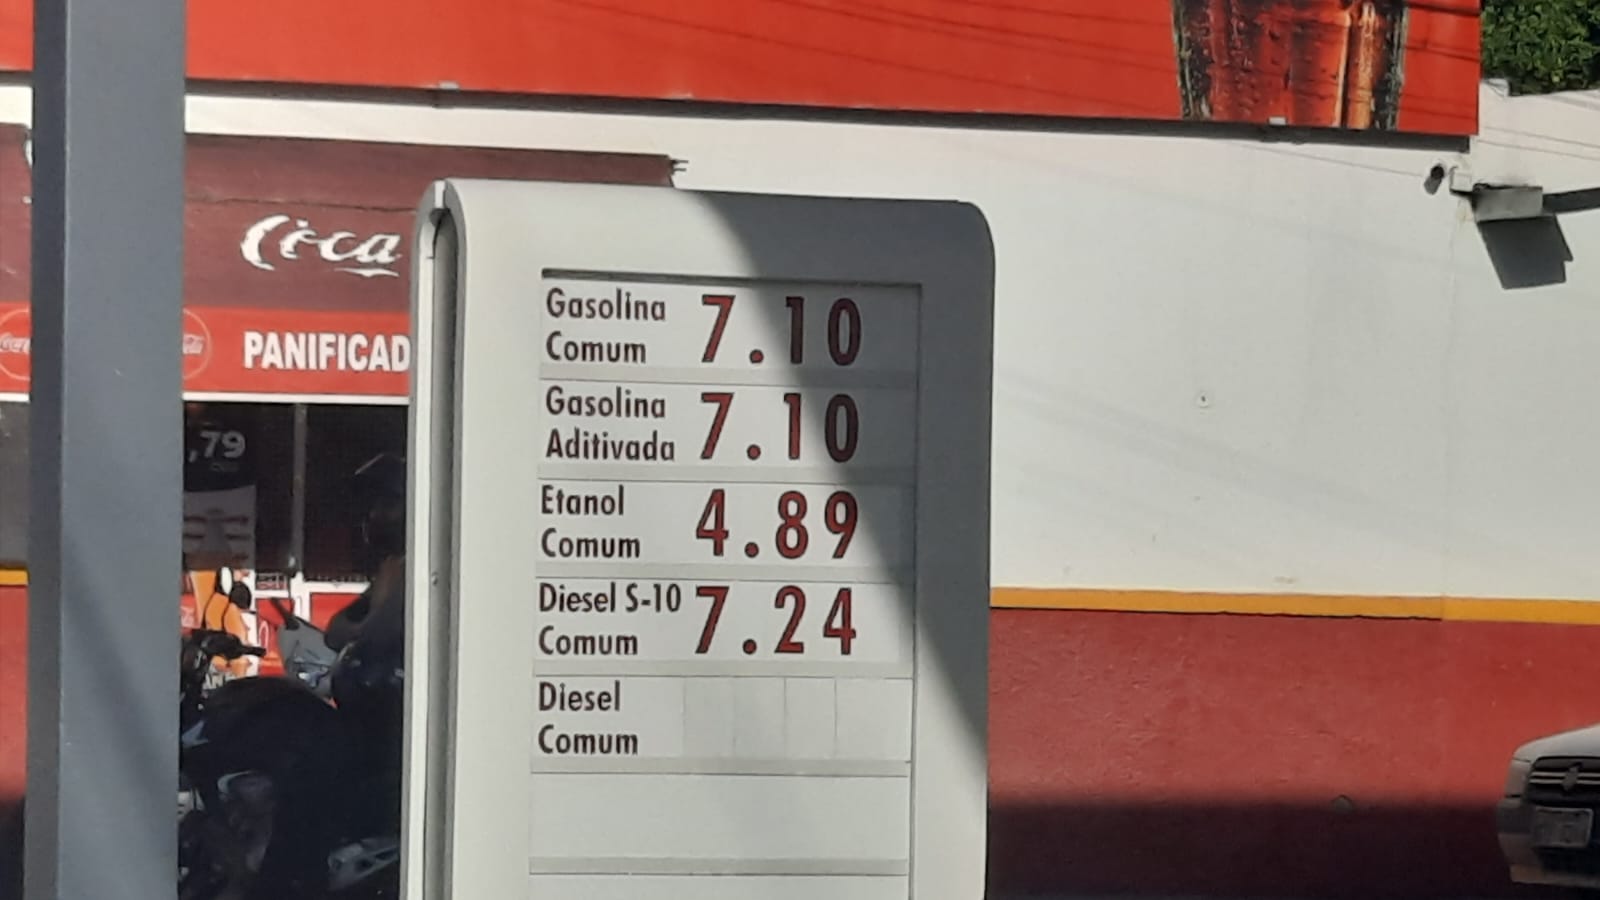 Coca
PANIFICAD
,79
Gasolina
Comum 7.10
Gasolina
Aditivada 7.10
Etanol
Comum 4.89
Diesel S-10
Comum 7.24
Diesel
Comum